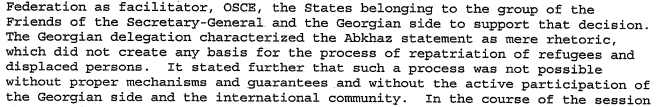 Federation as facilitator, OSCE, the States belonging to the group of the
Friends of the Secretary-General and the Georgian side to support that decision.
The Georgian delegation characterized the Abkhaz statement as mere rhetoric,
which did not create any basis for the process of repatriation of refugees and
displaced persons. It stated further that such a process was not possible
without proper mechanisms and guarantees and without the active participation of
the Georgian side and the international community. In the course of the session